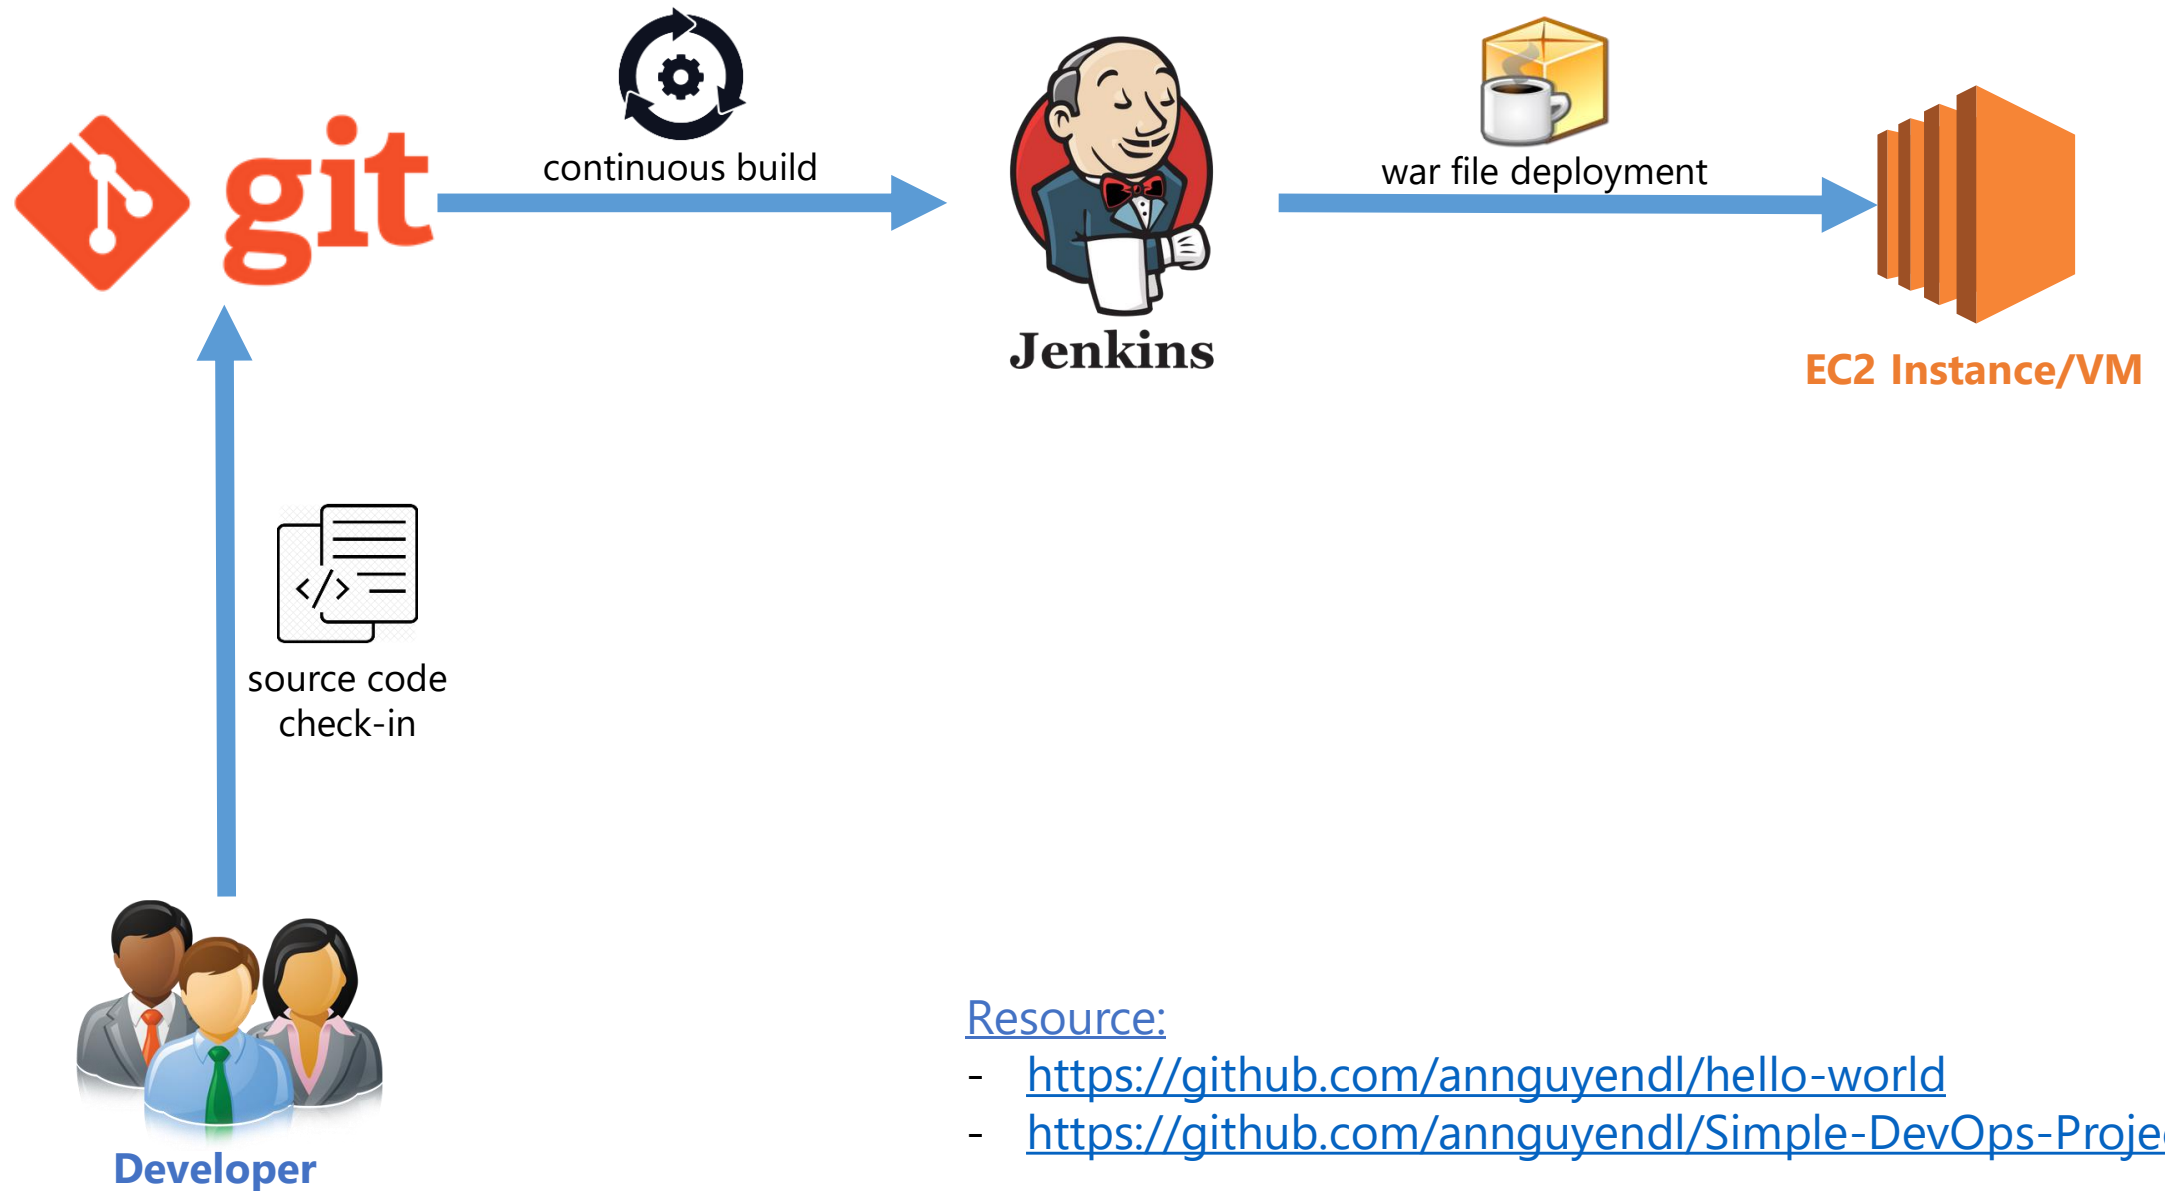 git
continuous build
Jenkins
war file deployment
EC2 Instance/VM
</>
source code
check-in
Developer
Resource:
- https://github.com/annguyendl/hello-world
- https://github.com/annguyendl/Simple-DevOps-Proje